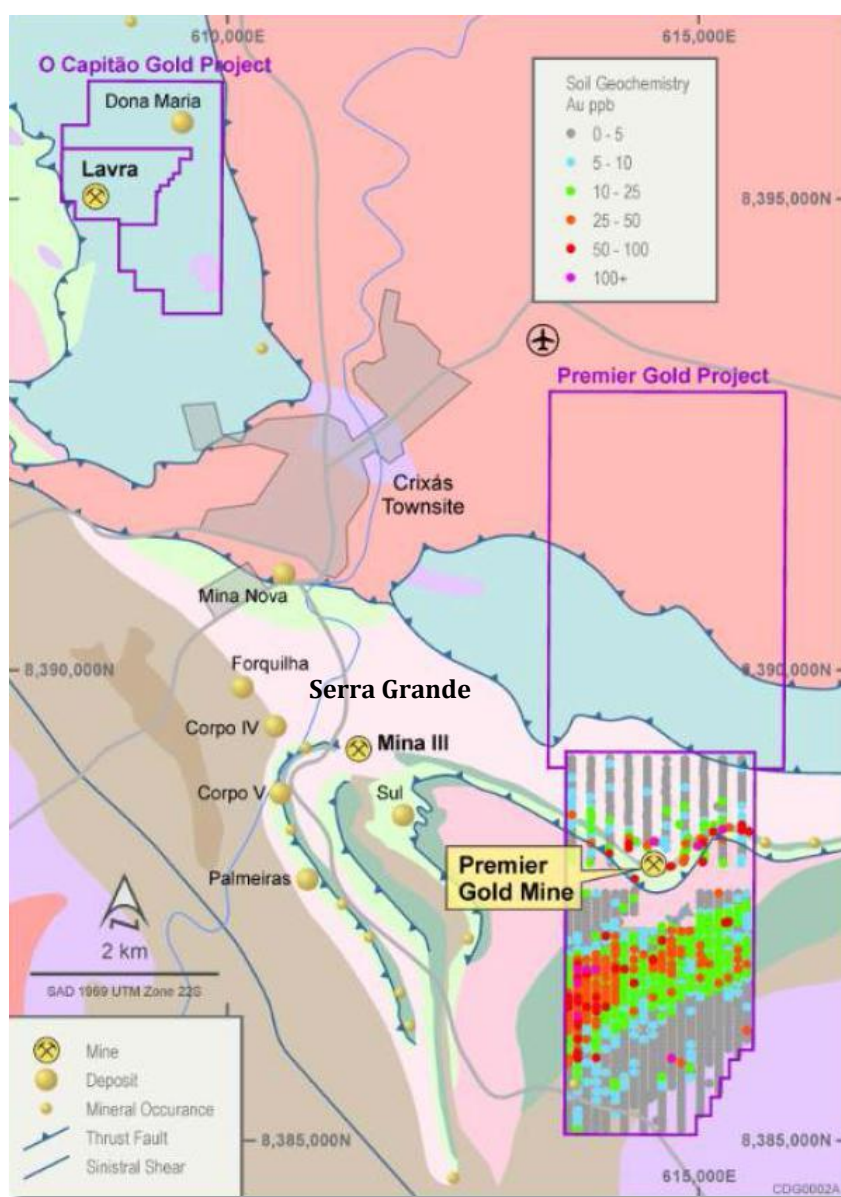 610,000E
615,000E
O Capitão Gold Project
Dona Maria
Lavra
Soil Geochemistry
Au ppb
0 - 5
5 - 10
10 - 25
25 - 50
50 - 100
100+
8,395,000N
Premier Gold Project
Crixás
Townsite
Mina Nova
8,390,000N
8,390,000N
Forquilha
Serra Grande
Corpo IV
Mina III
Corpo V
Sul
Premier
Gold Mine
Palmeiras
N
2 km
SAD 1969 UTM Zone 22S
Mine
Deposit
Mineral Occurance
Thrust Fault
Sinistral Shear
8,385,000N
8,385,000N
615,000E
CDG0002A